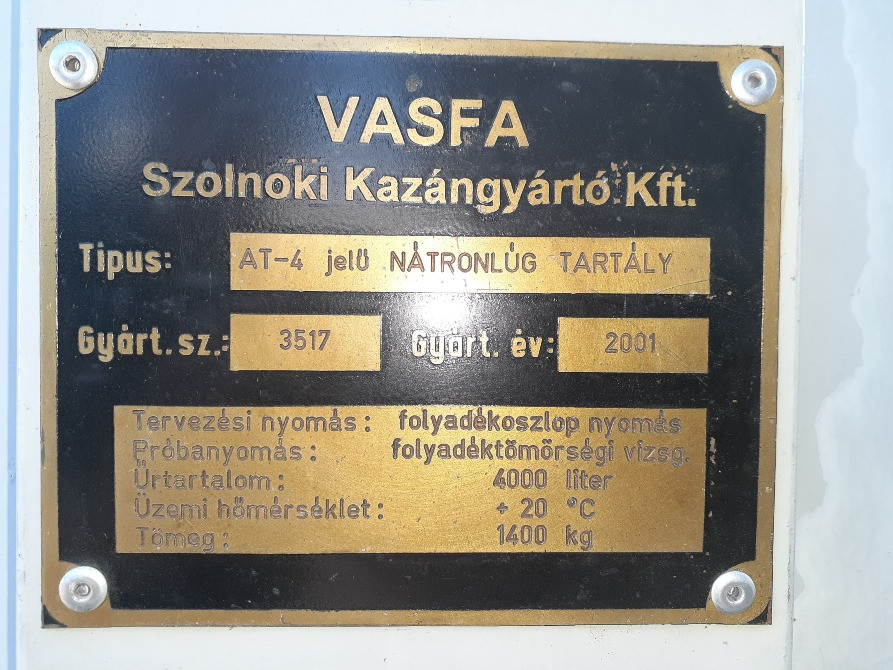 VASFA
Szolnoki Kazángyártó Kft.
Tipus: AT-4 jelű NÁTRONLÚG TARTÁLY
Gyárt. sz.: 3517 Gyárt. év: 2001
Tervezési nyomás: folyadékoszlop nyomás
Próbanyomás: folyadéktömörségi vizsg.
Űrtartalom: 4000 liter
Üzemi hőmérséklet: + 20 °C
Tömeg: 1400 kg